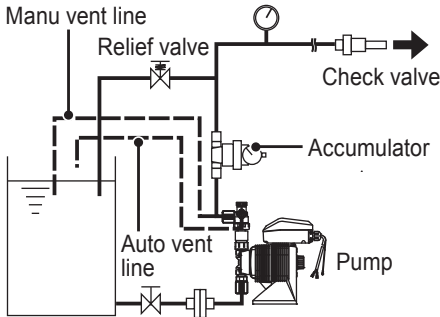 Manu vent line
Relief valve
Check valve
Accumulator
Auto vent
line
Pump